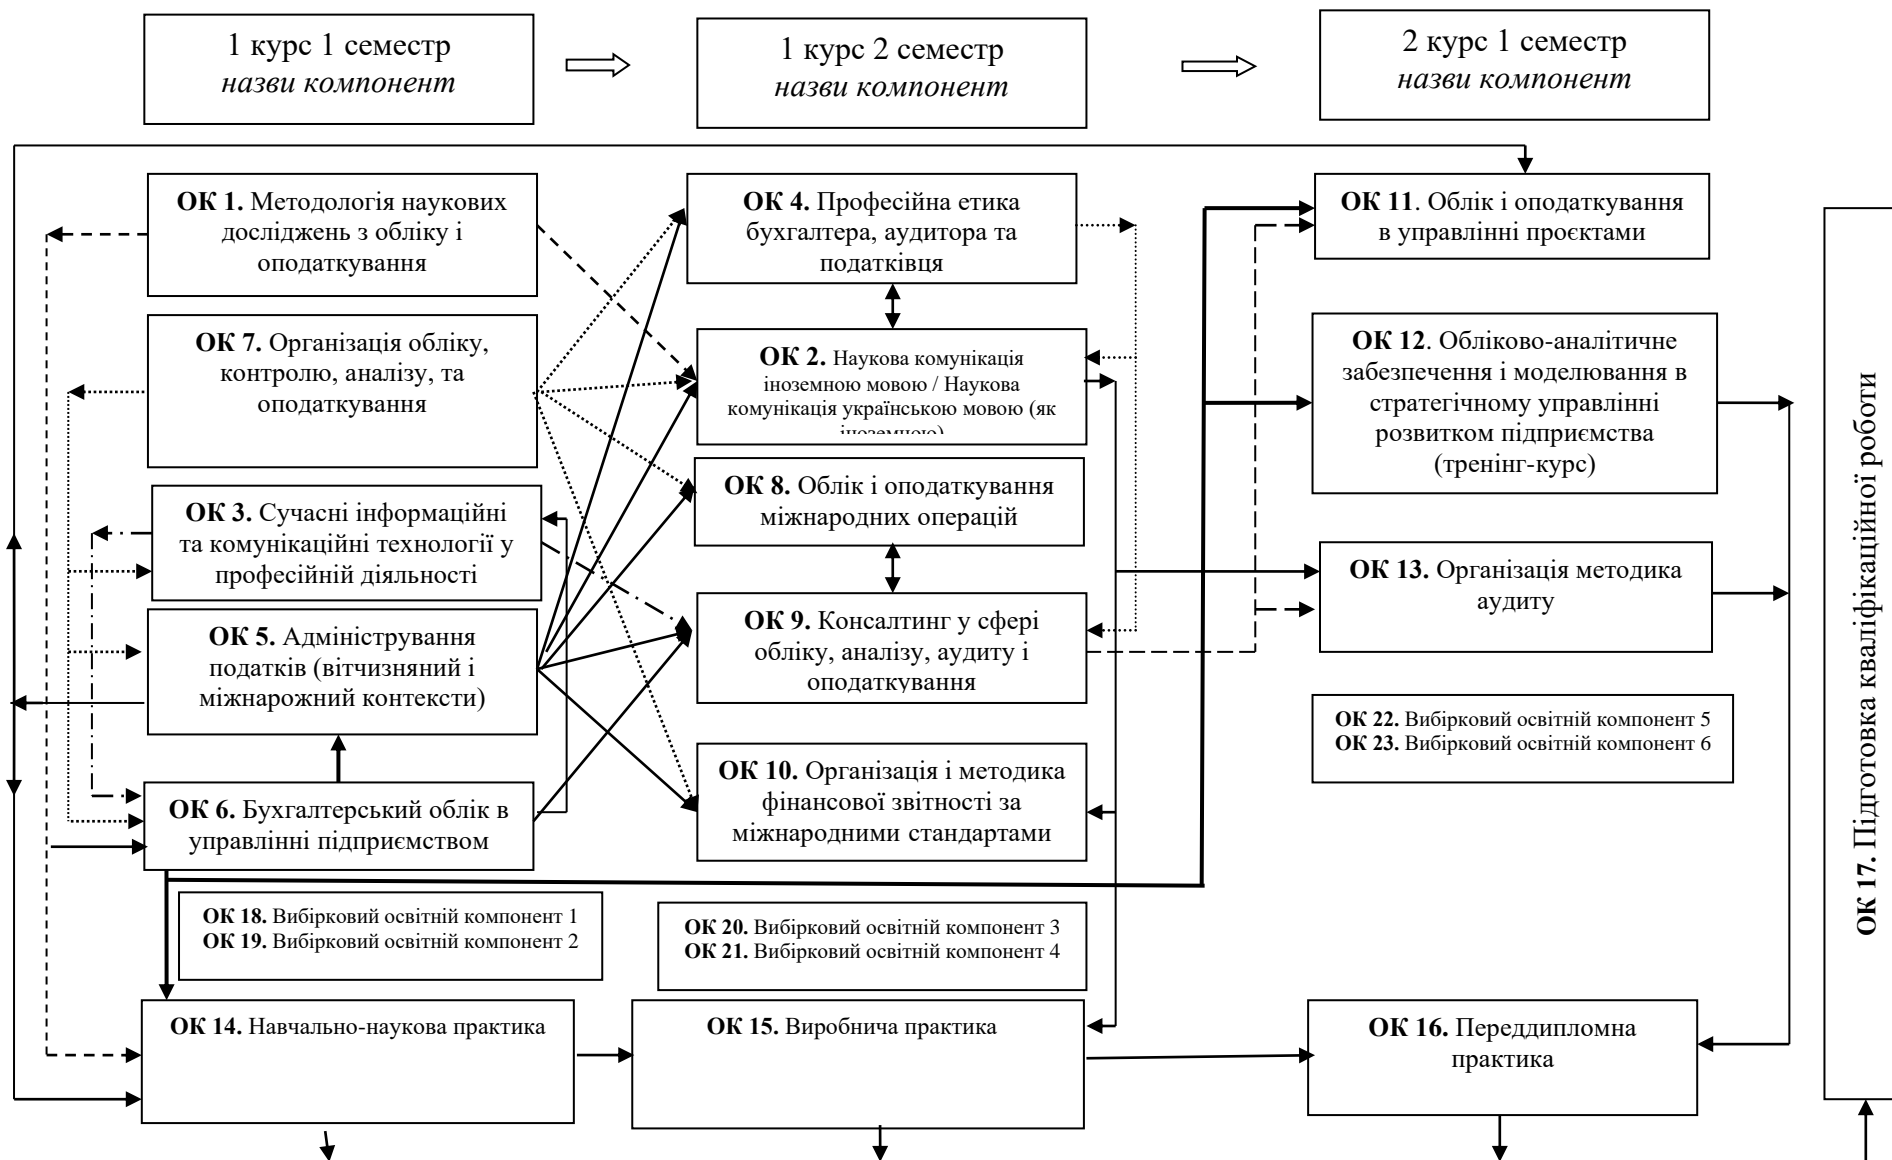 1 курс 1 семестр
назви компонент
1 курс 2 семестр
назви компонент
2 курс 1 семестр
назви компонент
ОК 1. Методологія наукових
досліджень з обліку і
оподаткування
ОК 7. Організація обліку,
контролю, аналізу, та
оподаткування
ОК 3. Сучасні інформаційні
та комунікаційні технології у
професійній діяльності
ОК 5. Адміністрування
податків (вітчизняний і
міжнарожний контексти)
ОК 6. Бухгалтерський облік в
управлінні підприємством
ОК 18. Вибірковий освітній компонент 1
ОК 19. Вибірковий освітній компонент 2
ОК 14. Навчально-наукова практика
ОК 4. Професійна етика
бухгалтера, аудитора та
податківця
ОК 2. Наукова комунікація
іноземною мовою / Наукова
комунікація українською мовою (як
іноземною)
ОК 8. Облік і оподаткування
міжнародних операцій
ОК 9. Консалтинг у сфері
обліку, аналізу, аудиту і
оподаткування
ОК 10. Організація і методика
фінансової звітності за
міжнародними стандартами
ОК 20. Вибірковий освітній компонент 3
ОК 21. Вибірковий освітній компонент 4
ОК 15. Виробнича практика
ОК 11. Облік і оподаткування
в управлінні проєктами
ОК 12. Обліково-аналітичне
забезпечення і моделювання в
стратегічному управлінні
розвитком підприємства
(тренінг-курс)
ОК 13. Організація методика
аудиту
ОК 22. Вибірковий освітній компонент 5
ОК 23. Вибірковий освітній компонент 6
ОК 16. Переддипломна
практика
ОК 17. Підготовка кваліфікаційної роботи